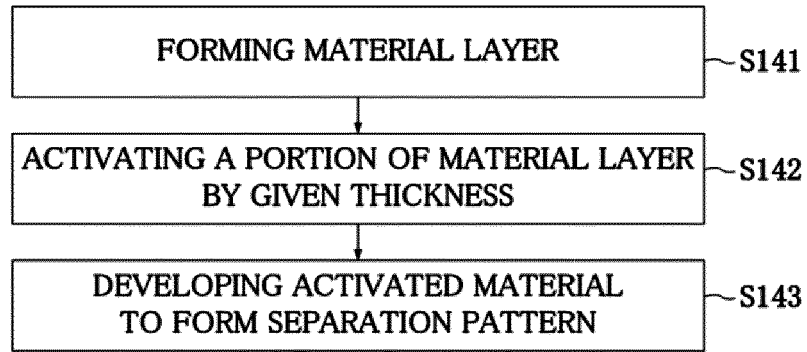 FORMING MATERIAL LAYER
S141
ACTIVATING A PORTION OF MATERIAL LAYER
BY GIVEN THICKNESS
S142
DEVELOPING ACTIVATED MATERIAL
TO FORM SEPARATION PATTERN
S143